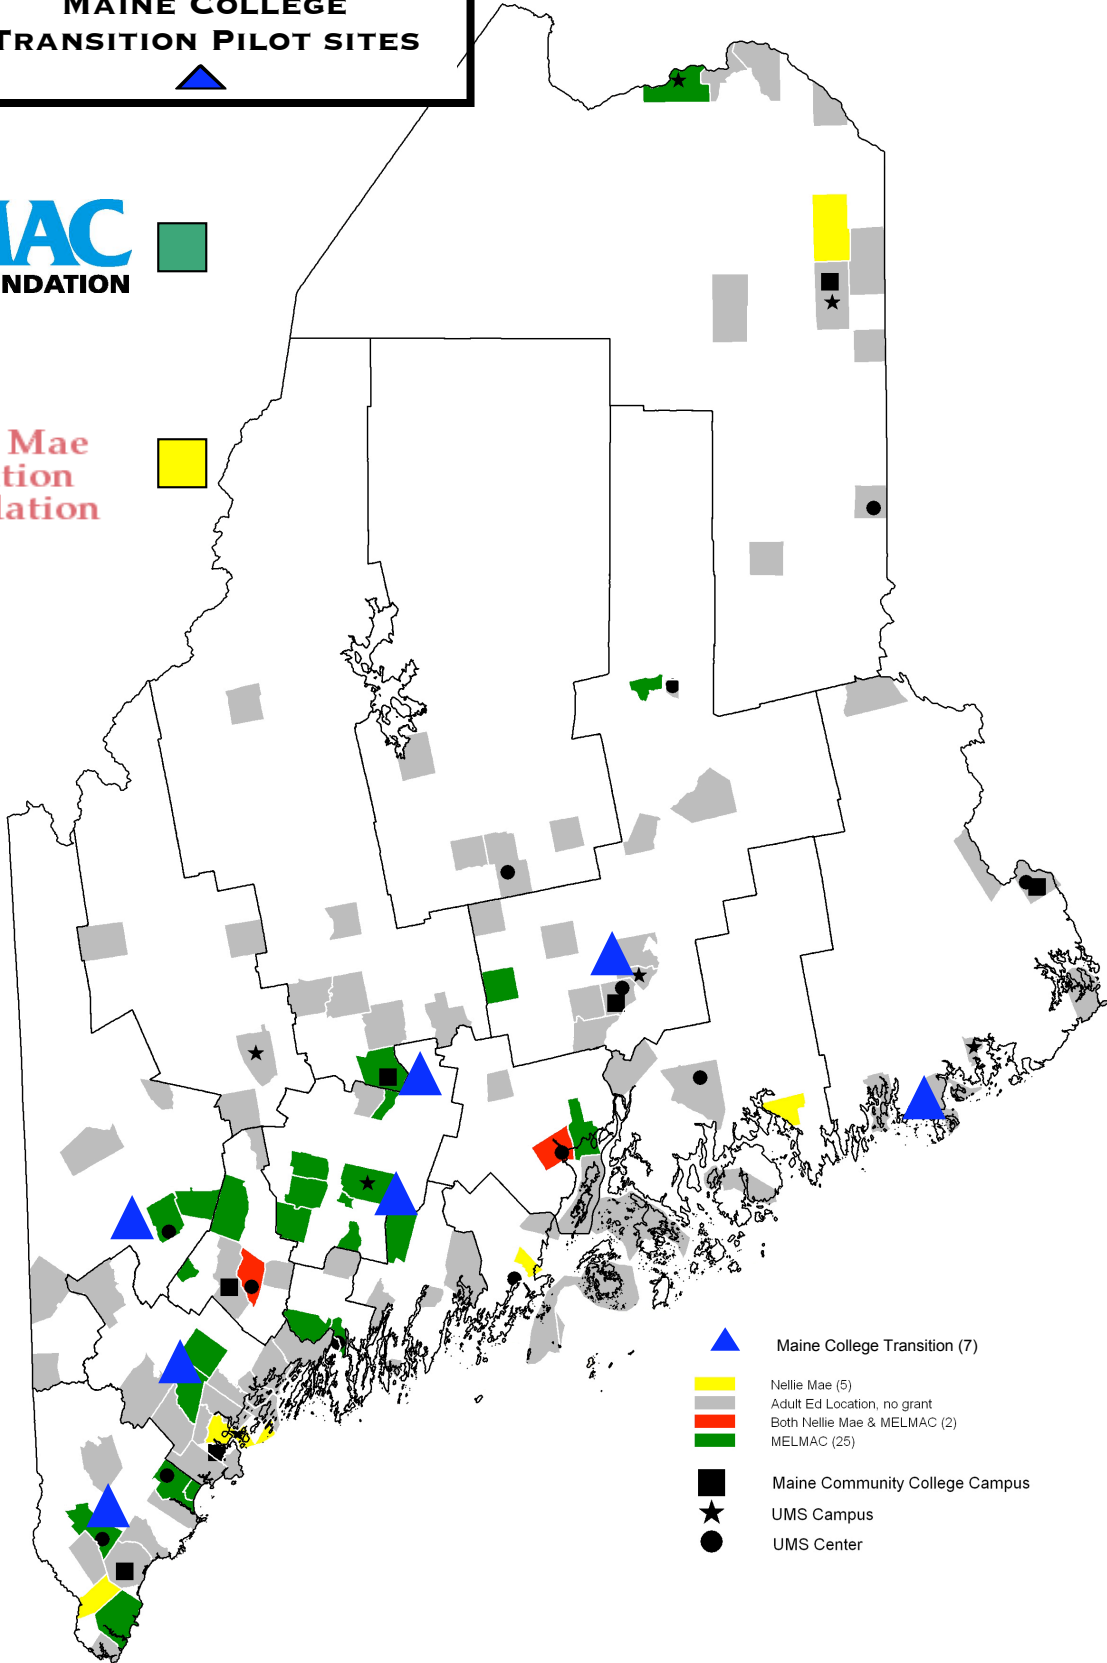 MAINE COLLEGE
TRANSITION PILOT SITES
MAC
NDATION
Mae
tion
lation
Maine College Transition (7)
Nellie Mae (5)
Adult Ed Location, no grant
Both Nellie Mae & MELMAC (2)
MELMAC (25)
Maine Community College Campus
UMS Campus
UMS Center